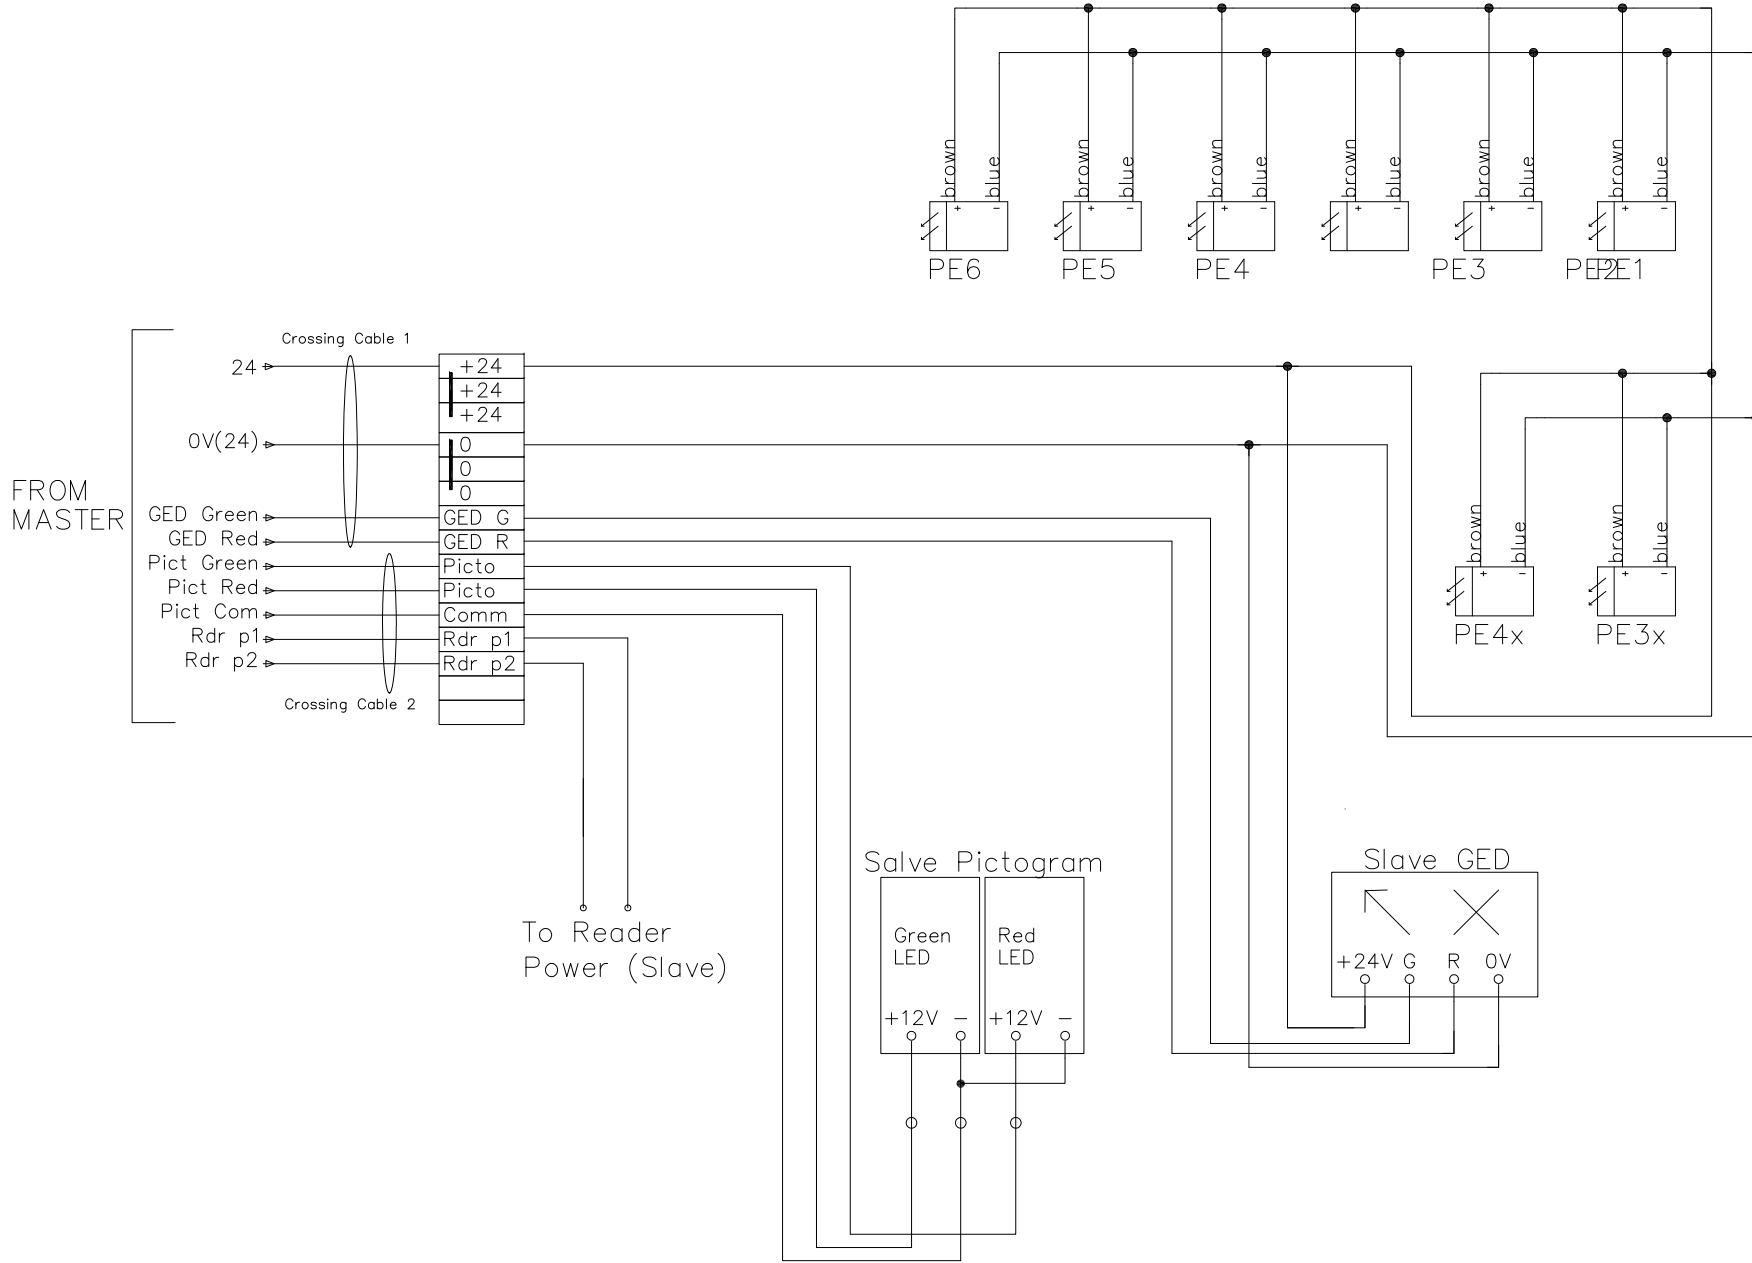 brown
blue
brown
blue
brown
blue
brown
blue
brown
blue
brown
blue
+ -
+ -
+ -
+ -
+ -
+ -
PE6
PE5
PE4
PE3
PE2
PE1
Crossing Cable 1
24
+24
+24
+24
0V(24)
0
0
0
FROM
MASTER
GED Green
GED G
GED Red
GED R
Pict Green
Picto
Pict Red
Picto
Pict Com
Comm
Rdr p1
Rdr p1
Rdr p2
Rdr p2
Crossing Cable 2
brown
blue
brown
blue
+ -
+ -
PE4x
PE3x
To Reader
Power (Slave)
Salve Pictogram
Green
LED
+12V -
Red
LED
+12V -
Slave GED
+24V G R 0V